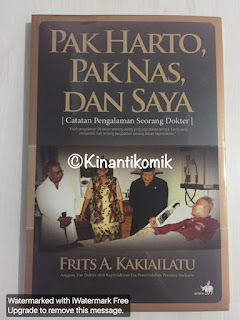 PAK HARTO,
PAK NAS,
DAN SAYA
| Catatan Pengalaman Seorang Dokter |
©Kinantikomik
FRITS A. KAKIAILATU
Watermarked with iWatermark Free
Upgrade to remove this message.